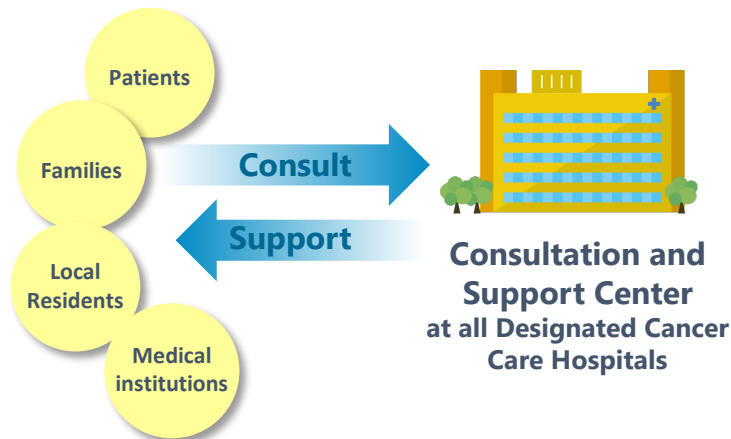 Patients
Families
Local
Residents
Medical
institutions
Consult
Support
Consultation and
Support Center
at all Designated Cancer
Care Hospitals